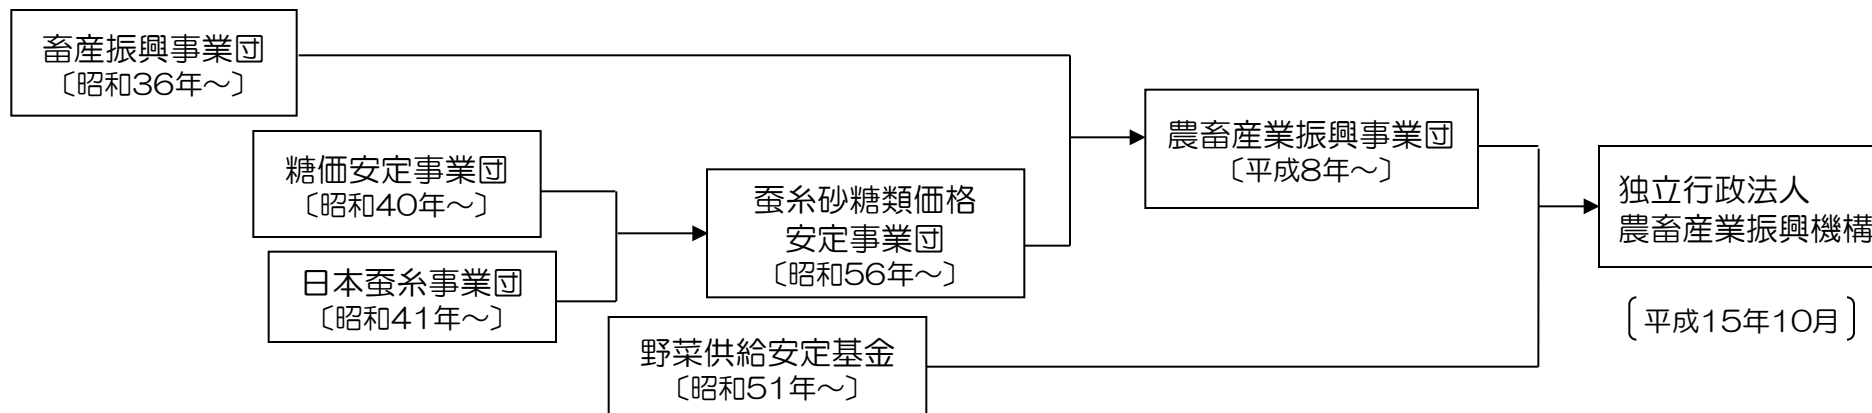 畜産振興事業団
〔昭和36年～〕
糖価安定事業団
〔昭和40年～〕
日本蚕糸事業団
〔昭和41年～〕
蚕糸砂糖類価格
安定事業団
〔昭和56年～〕
野菜供給安定基金
〔昭和51年～〕
農畜産業振興事業団
〔平成8年～〕
独立行政法人
農畜産業振興機構
〔平成15年10月〕